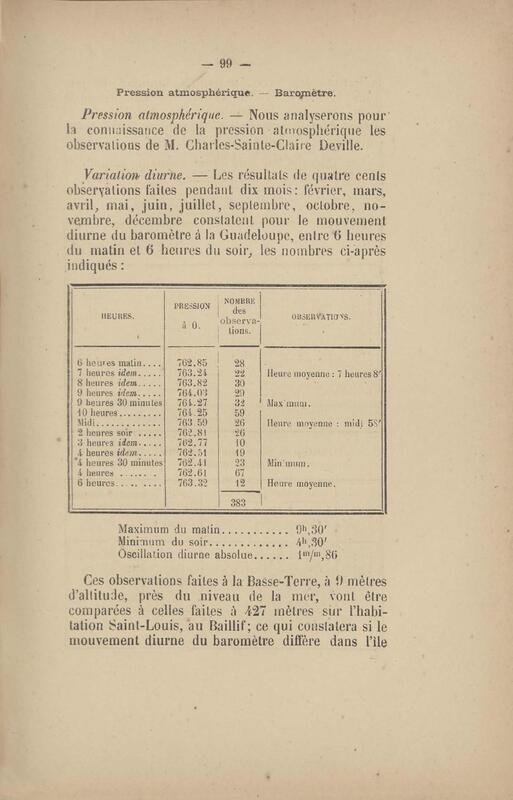 — 99 —
Pression atmosphérique. — Baromètre.
Pression atmosphérique. — Nous analyserons pour
la connaissance de la pression atmosphérique les
observations de M. Charles-Sainte-Claire Deville.
Variation diurne. — Les résultats de quatre cents
observations faites pendant dix mois: février, mars,
avril, mai, juin, juillet, septembre, octobre, no-
vembre, décembre constatent pour le mouvement
diurne du baromètre à la Guadeloupe, entre 6 heures
du matin et 6 heures du soir, les nombres ci-après
indiqués :
HEURES. PRESSION à 0. NOMBRE des observa-tions. OBSERVATIONS.
6 heures matin.... 762.85 28
7 heures idem..... 763.24 22 Heure moyenne : 7 heures 8'
8 heures idem..... 763.82 30
9 heures idem..... 764.03 29
9 heures 30 minutes 764.27 32 Maximum.
10 heures......... 764.25 59
Midi............. 763.59 26 Heure moyenne : midi 58'
2 heures soir ..... 762.81 26
3 heures idem..... 762.77 10
4 heures idem..... 762.51 19
4 heures 30 minutes 762.41 23 Minimum.
4 heures ........ 762.61 67
6 heures......... 763.32 12 Heure moyenne.
383
Maximum du matin........... 9h,30'
Minimum du soir............. 4h,30'
Oscillation diurne absolue...... 1m/m,86
Ces observations faites à la Basse-Terre, à 9 mètres
d'altitude, près du niveau de la mer, vont être
comparées à celles faites à 427 mètres sur l'habi-
tation Saint-Louis, au Baillif; ce qui constatera si le
mouvement diurne du baromètre diffère dans l'île